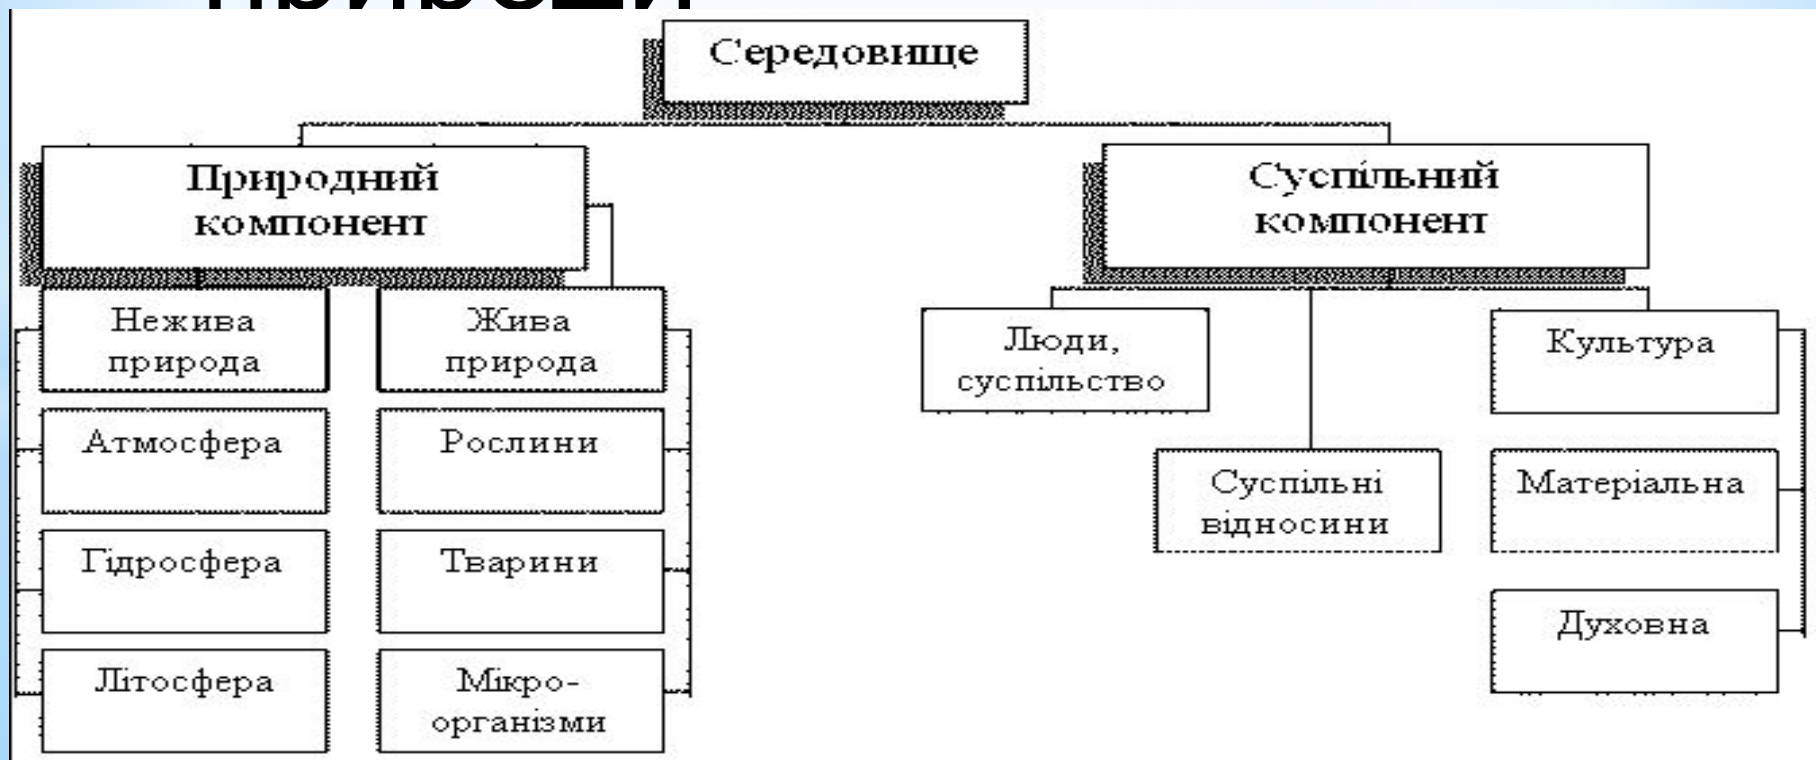 Середовище
Природний
компонент
Суспільний
компонент
Нежива
природа
Жива
природа
Люди,
суспільство
Культура
Атмосфера
Рослини
Суспільні
відносини
Матеріальна
Гідросфера
Тварини
Духовна
Літосфера
Мікро-
організми